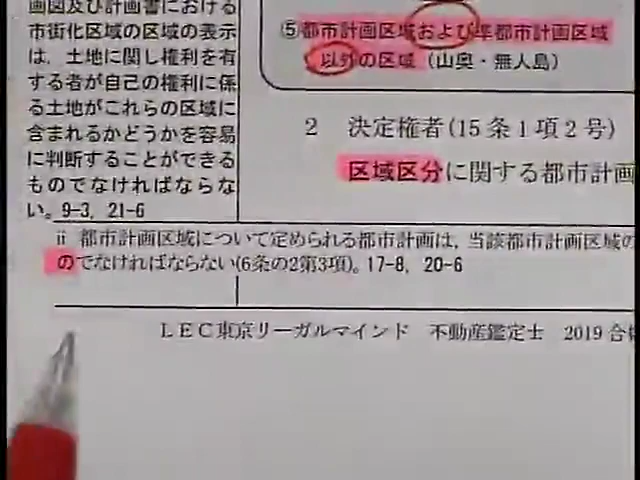 画図及び計画書における
市街化区域の区域の表示
は、土地に関し権利を有
する者が自己の権利に係
る土地がこれらの区域に
含まれるかどうかを容易
に判断することができる
ものでなければならな
い。9-3, 21-6
⑤都市計画区域および準都市計画区域
以外の区域（山奥・無人島）
2 決定権者(15条1項2号)
区域区分に関する都市計画
ii 都市計画区域について定められる都市計画は、当該都市計画区域の
のでなければならない(6条の2第3項)。17-8, 20-6
LEC東京リーガルマインド 不動産鑑定士 2019 合